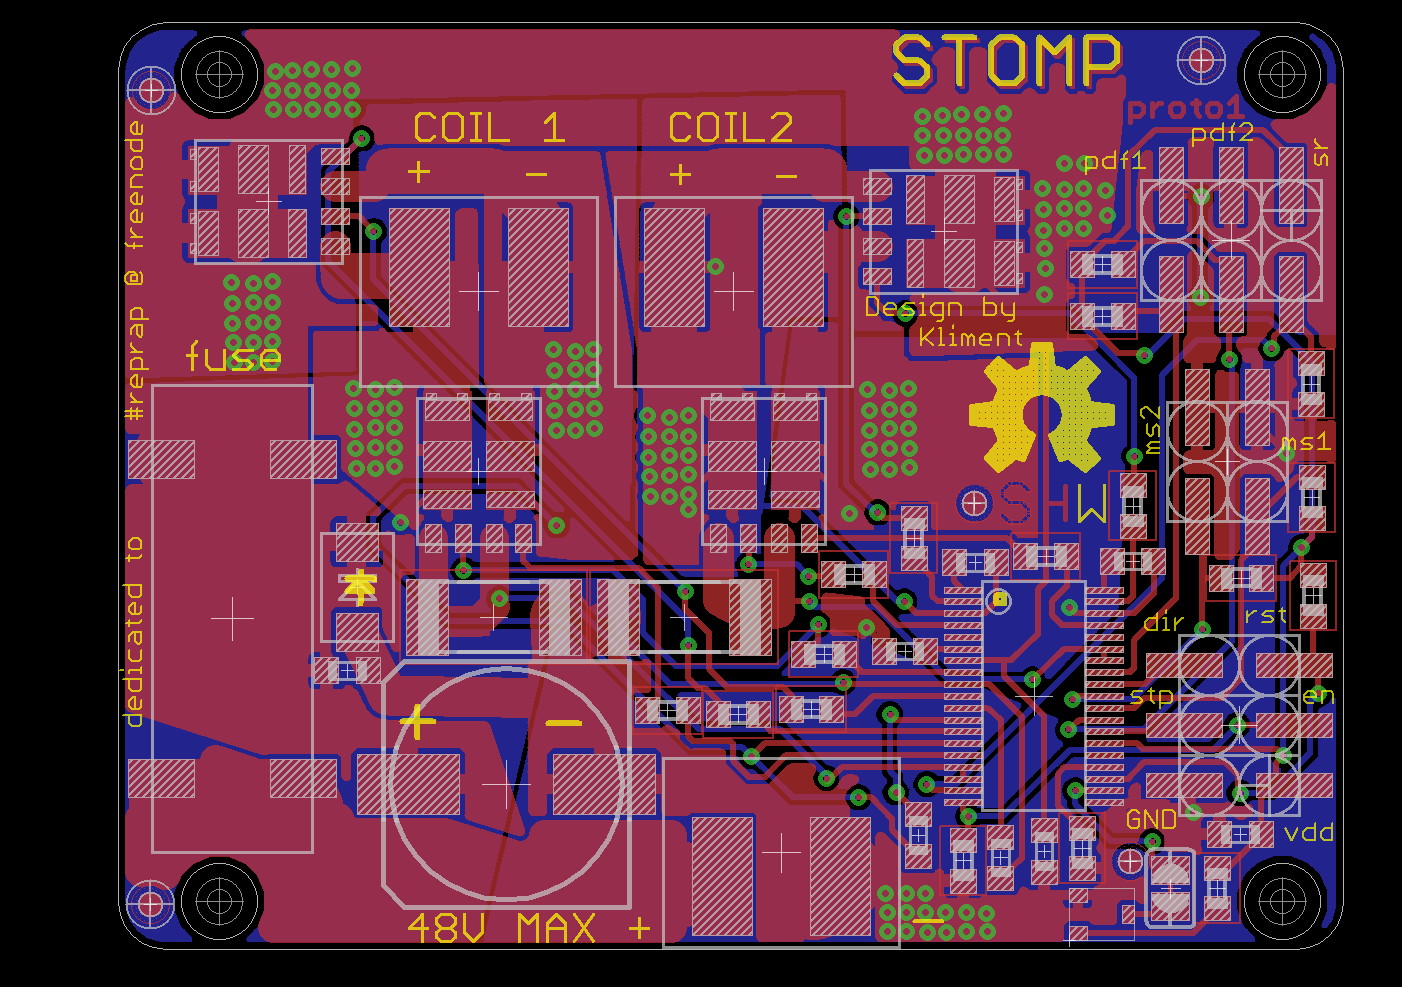 STOMP
proto1
COIL 1
COIL2
pdf2
pdf1
sr
+
-
+
-
#reprap @ freenode
Design by
Kliment
fuse
ms2
ms1
SHW
dedicated to
dir
rst
stp
en
+
-
GND
vdd
48V MAX +
-